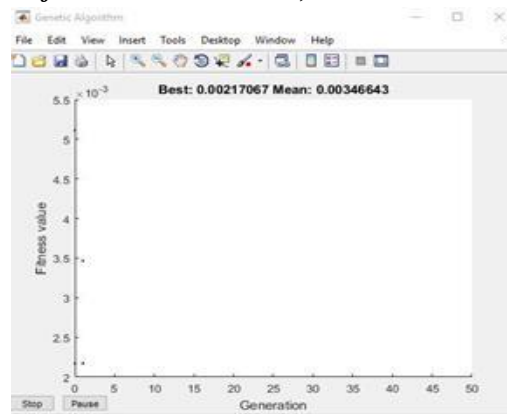 Genetic Algorithm
File Edit View Insert Tools Desktop Window Help
Best: 0.00217067 Mean: 0.00346643
×10-3
5.5
5
4.5
4
3.5
3
2.5
2
Fitness value
0 5 10 15 20 25 30 35 40 45 50
Generation
Stop Pause